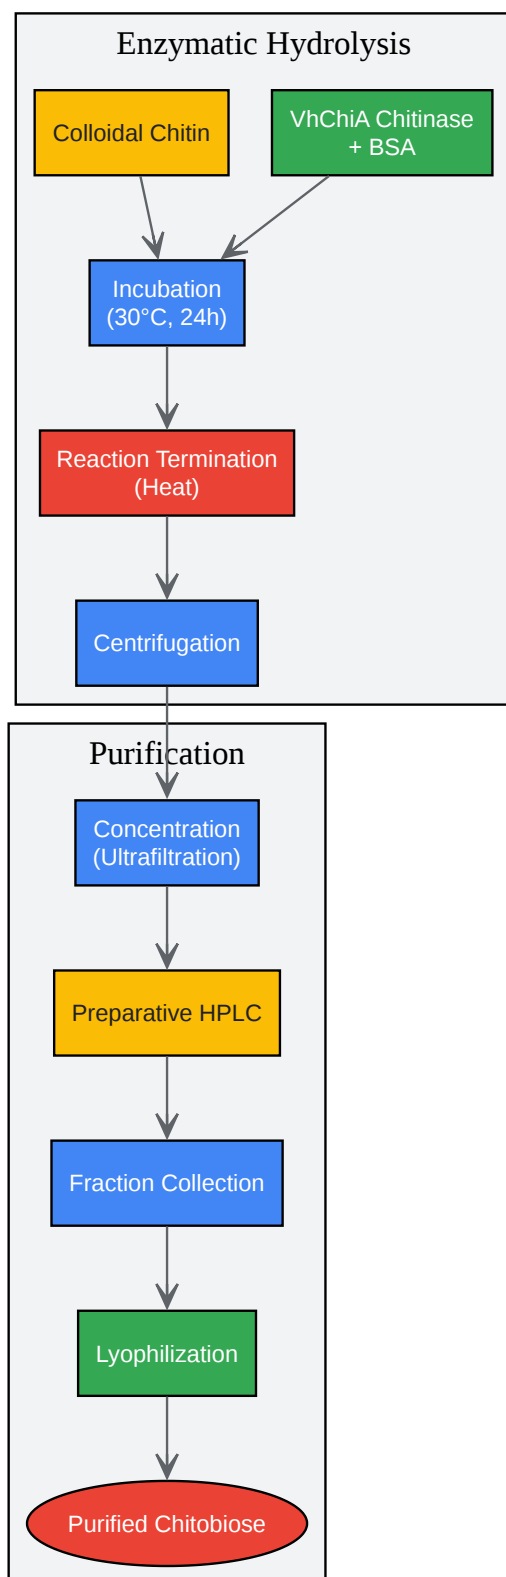 Enzymatic Hydrolysis
Colloidal Chitin
VhChiA Chitinase
+ BSA
Incubation
(30°C, 24h)
Reaction Termination
(Heat)
Centrifugation
Purification
Concentration
(Ultrafiltration)
Preparative HPLC
Fraction Collection
Lyophilization
Purified Chitobiose